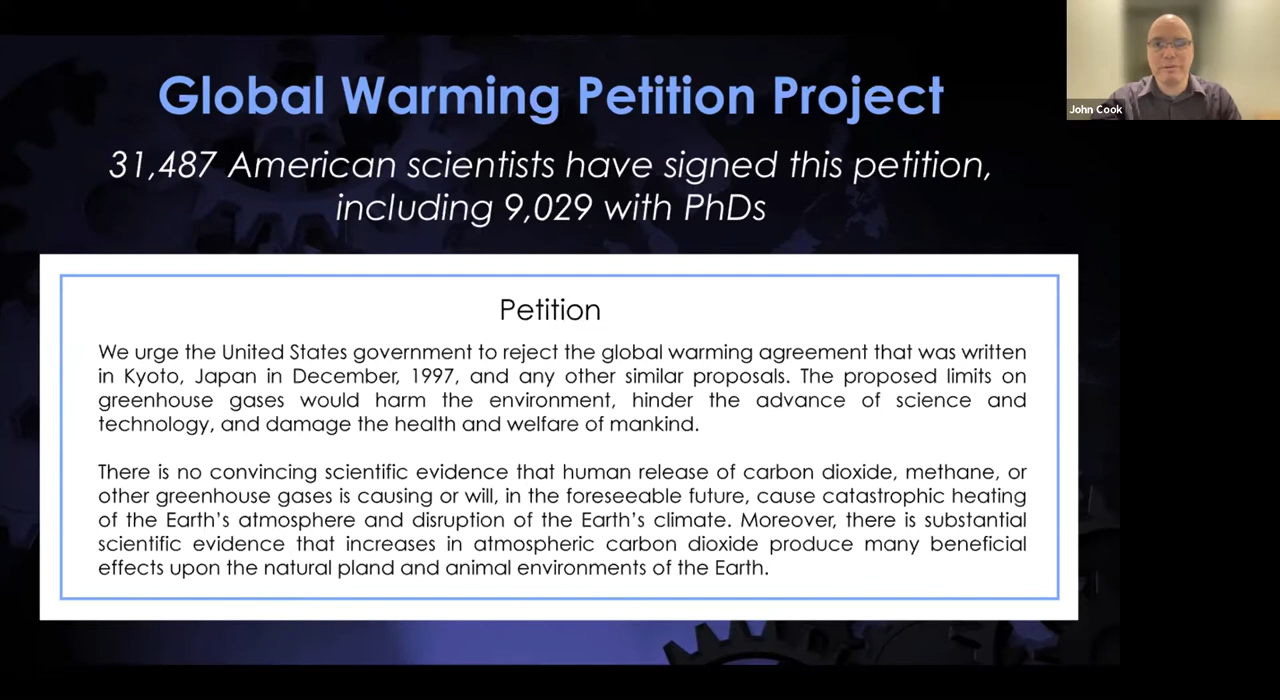 Global Warming Petition Project
31,487 American scientists have signed this petition,
including 9,029 with PhDs
Petition
We urge the United States government to reject the global warming agreement that was written
in Kyoto, Japan in December, 1997, and any other similar proposals. The proposed limits on
greenhouse gases would harm the environment, hinder the advance of science and
technology, and damage the health and welfare of mankind.
There is no convincing scientific evidence that human release of carbon dioxide, methane, or
other greenhouse gases is causing or will, in the foreseeable future, cause catastrophic heating
of the Earth's atmosphere and disruption of the Earth's climate. Moreover, there is substantial
scientific evidence that increases in atmospheric carbon dioxide produce many beneficial
effects upon the natural pland and animal environments of the Earth.
John Cook